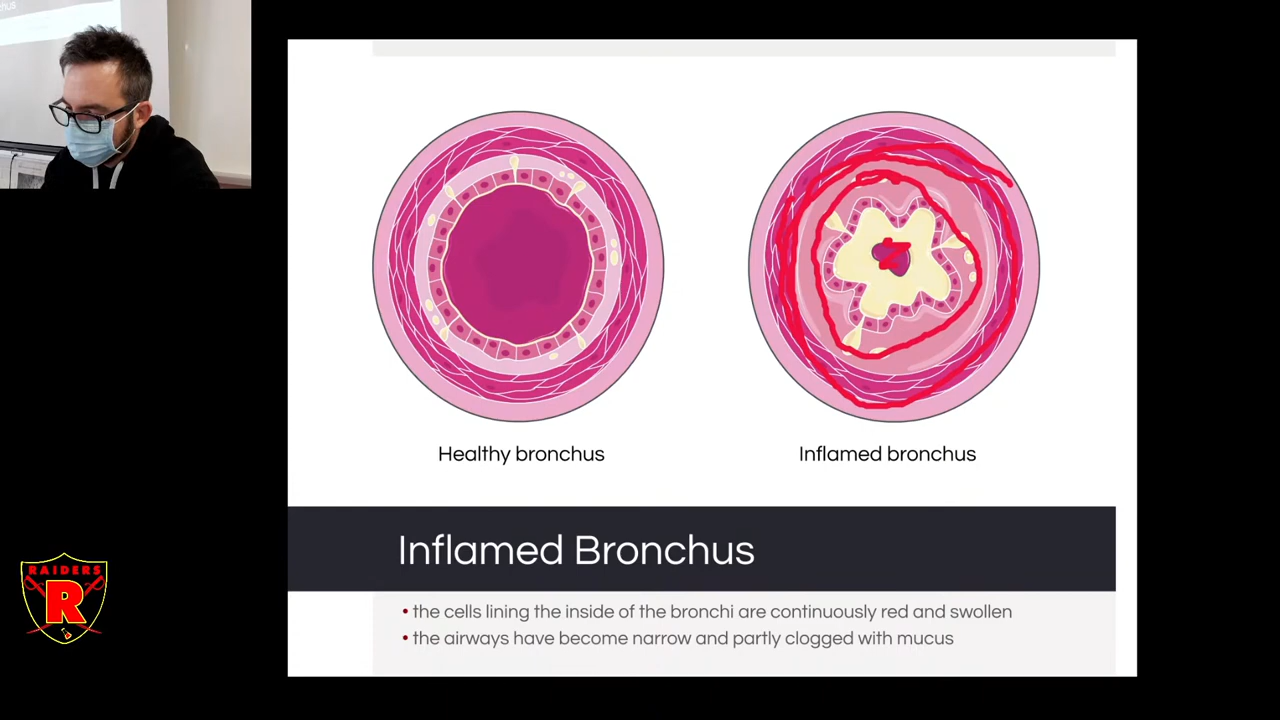 Healthy bronchus
Inflamed bronchus
Inflamed Bronchus
• the cells lining the inside of the bronchi are continuously red and swollen
• the airways have become narrow and partly clogged with mucus
RAIDERS
R